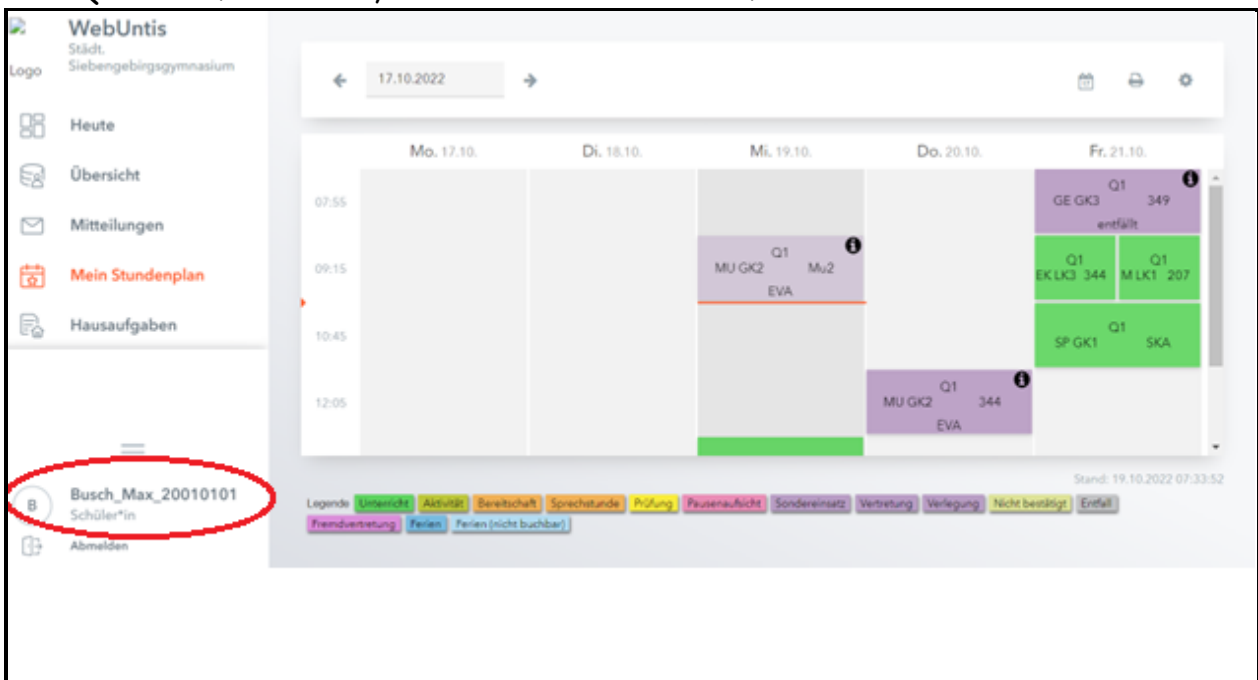 WebUntis
Städt.
Siebengebirgsgymnasium
Logo
Heute
Übersicht
Mitteilungen
Mein Stundenplan
Hausaufgaben
Busch_Max_20010101
B
Schüler*in
Abmelden
17.10.2022
Mo. 17.10. Di. 18.10. Mi. 19.10. Do. 20.10. Fr. 21.10.
07:55
Q1
GE GK3 349
entfällt
09:15
Q1
MU GK2 Mu2
EVA
Q1
EK LK3 344
Q1
M LK1 207
10:45
Q1
SP GK1 SKA
12:05
Q1
MU GK2 344
EVA
Stand: 19.10.2022 07:33:52
Legende Unterricht Aktivität Bereitschaft Sprechstunde Prüfung Pausenaufsicht Sondereinsatz Vertretung Verlegung Nicht bestätigt Entfall
Fremdvertretung Ferien Ferien (nicht buchbar)